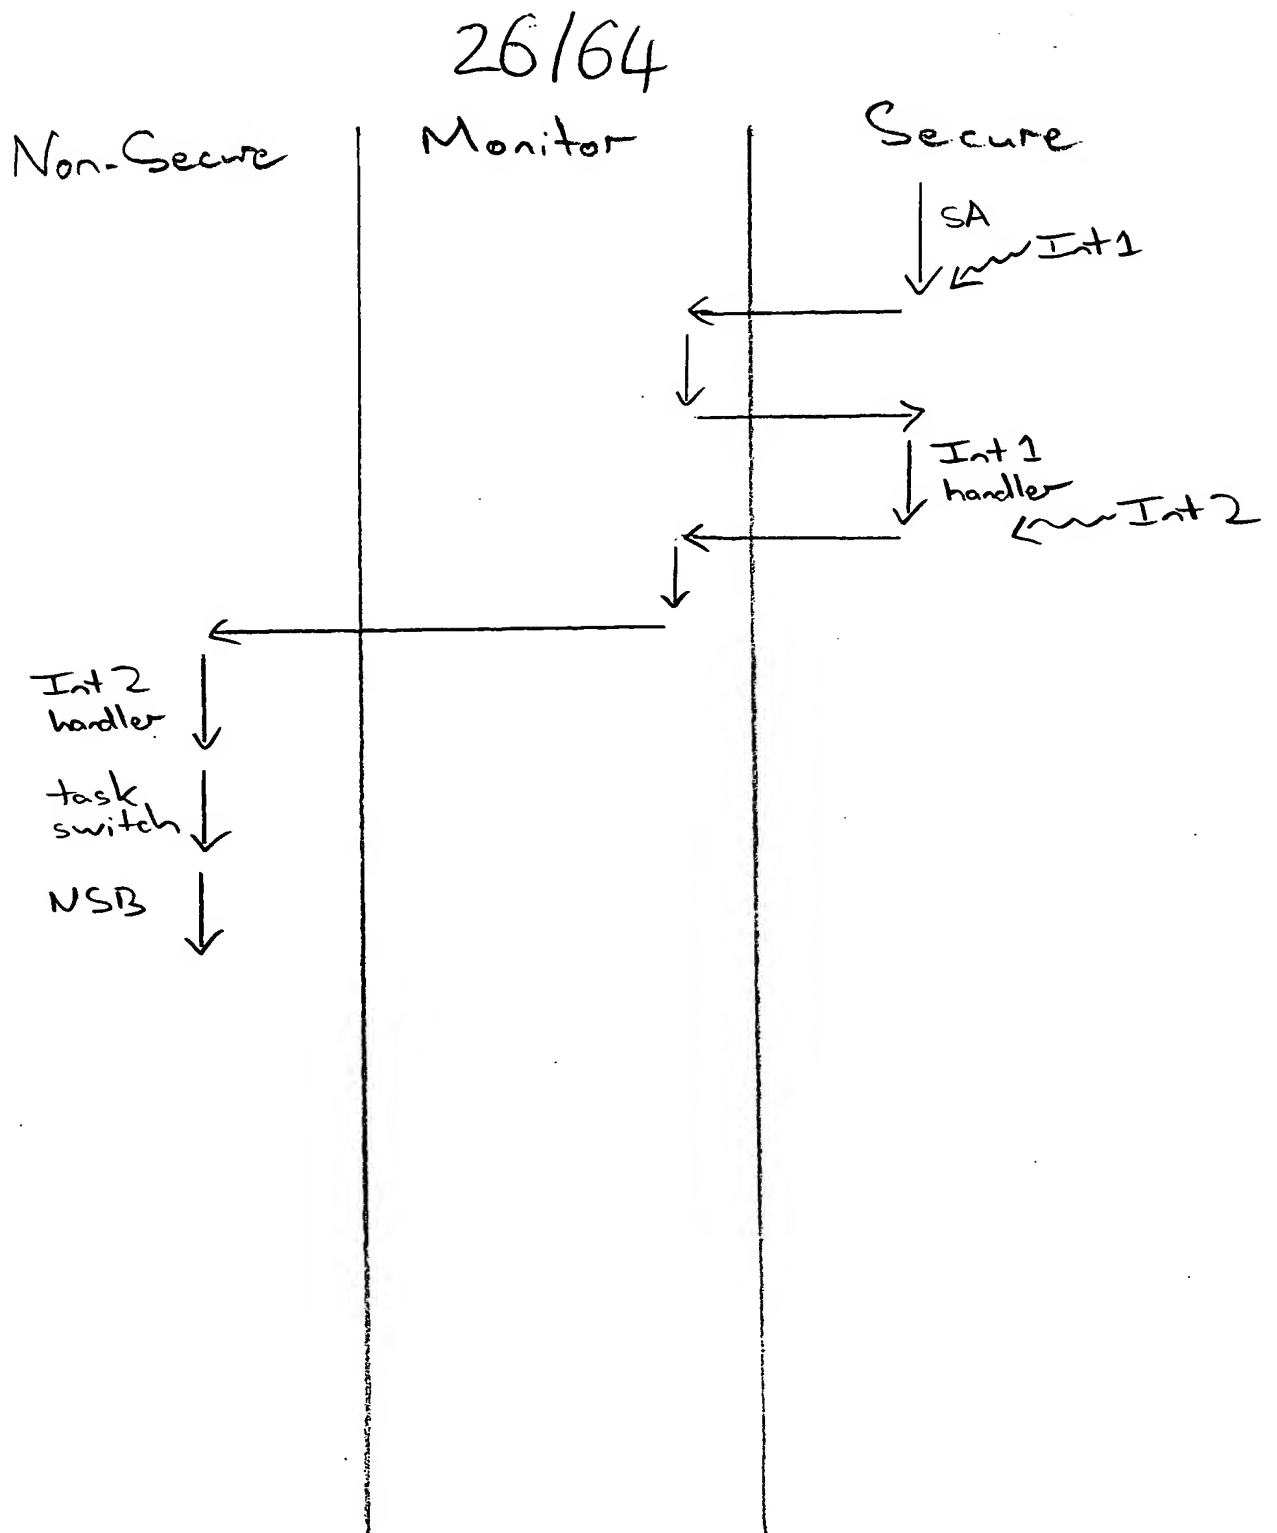 26/64
Non-Secure
Monitor
Secure
SA
Int 1
Int 1
handler
Int 2
Int 2
handler
task
switch
NSB